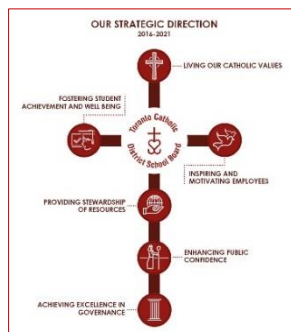 OUR STRATEGIC DIRECTION
2016-2021
LIVING OUR CATHOLIC VALUES
FOSTERING STUDENT
ACHIEVEMENT AND WELL BEING
Toronto Catholic
District School Board
INSPIRING AND
MOTIVATING EMPLOYEES
PROVIDING STEWARDSHIP
OF RESOURCES
ENHANCING PUBLIC
CONFIDENCE
ACHIEVING EXCELLENCE IN
GOVERNANCE